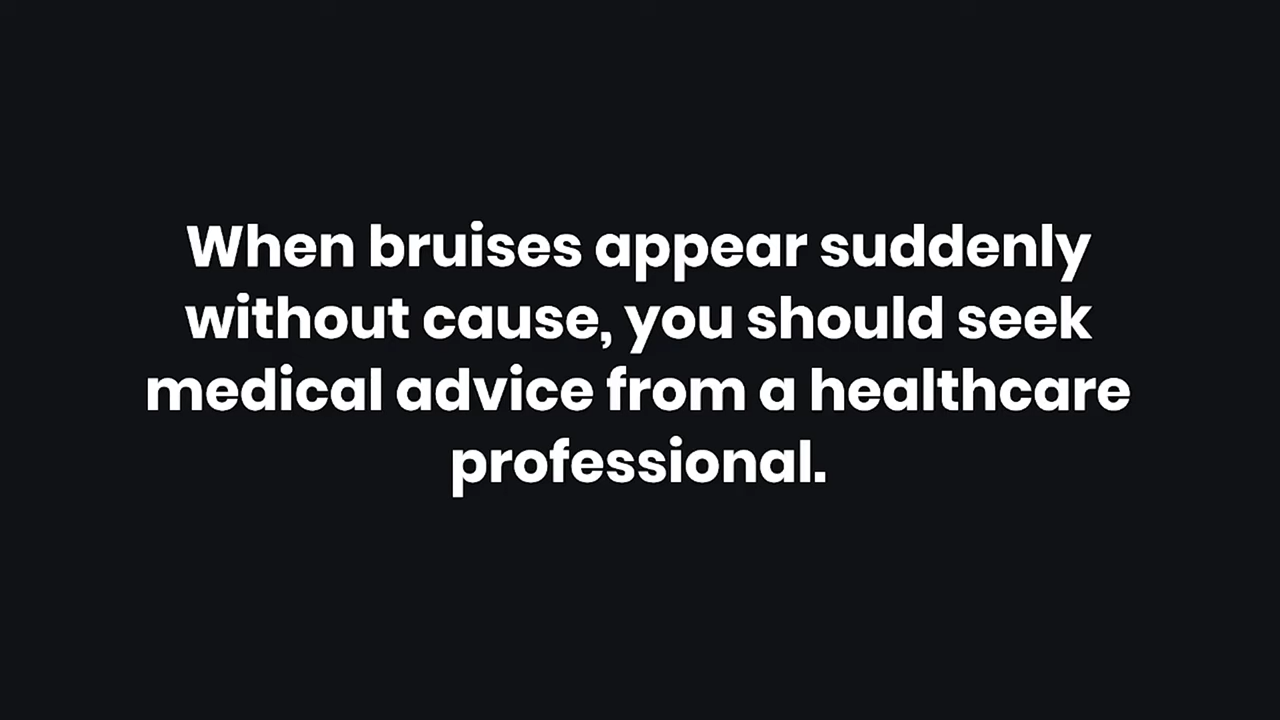 When bruises appear suddenly
without cause, you should seek
medical advice from a healthcare
professional.